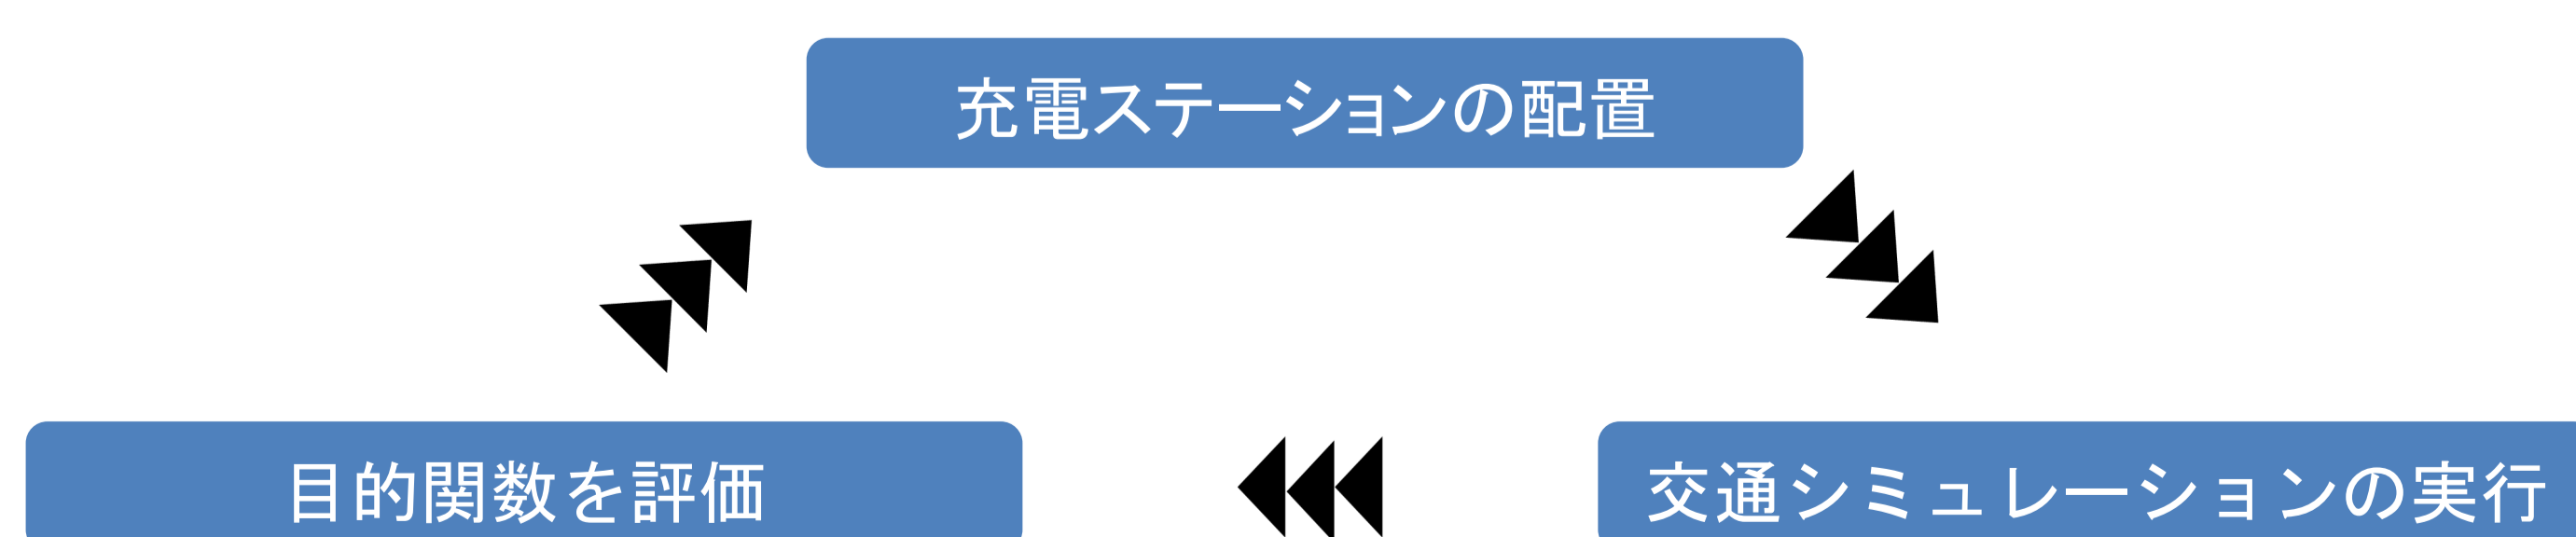 充電ステーションの配置
目的関数を評価
交通シミュレーションの実行